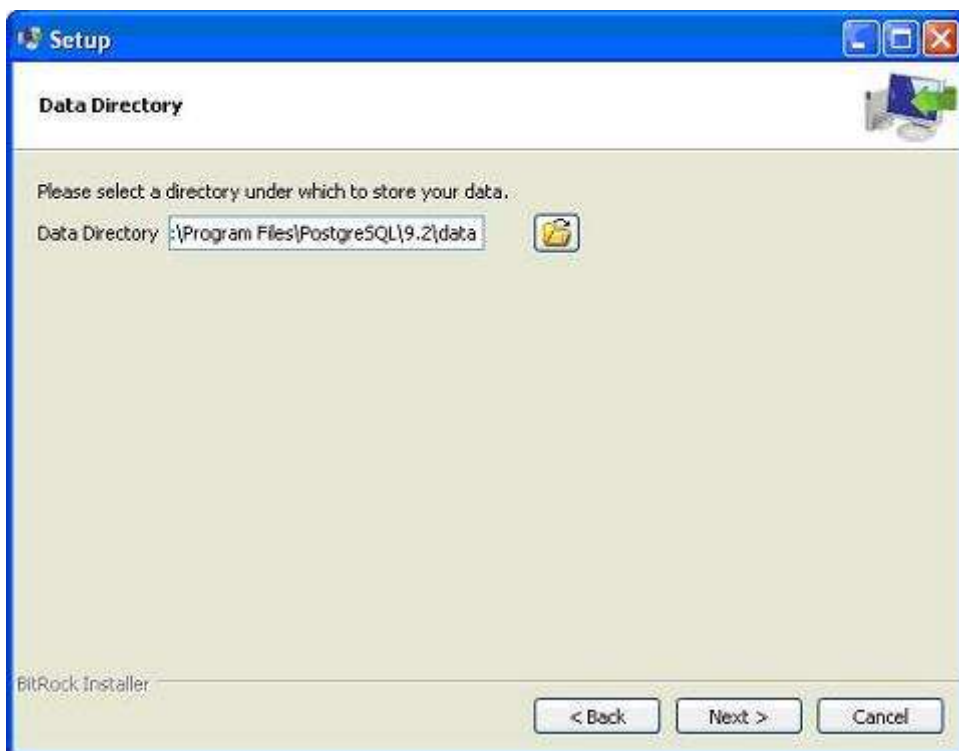 Setup
Data Directory
Please select a directory under which to store your data.
Data Directory :\Program Files\PostgreSQL\9.2\data
BitRock Installer
< Back Next > Cancel